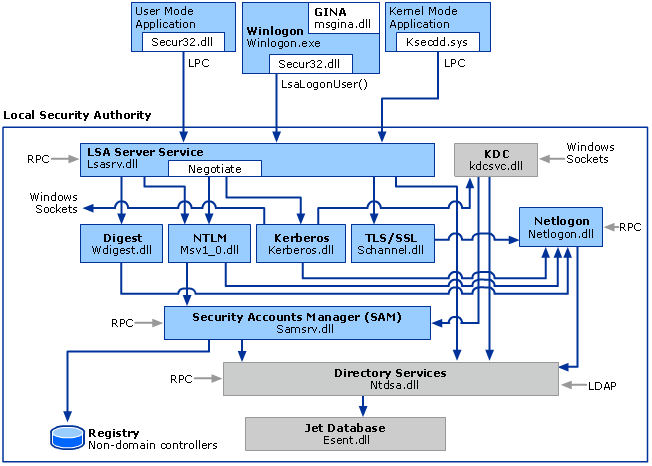 User Mode
Application
Secur32.dll
LPC
GINA
msgina.dll
Winlogon
Winlogon.exe
Secur32.dll
LsaLogonUser()
Kernel Mode
Application
Ksecdd.sys
LPC
Local Security Authority
RPC
LSA Server Service
Lsasrv.dll
Negotiate
KDC
kdcsvc.dll
Windows
Sockets
Windows
Sockets
Digest
Wdigest.dll
NTLM
Msv1_0.dll
Kerberos
Kerberos.dll
TLS/SSL
Schannel.dll
Netlogon
Netlogon.dll
RPC
RPC
Security Accounts Manager (SAM)
Samsrv.dll
RPC
Directory Services
Ntdsa.dll
LDAP
Registry
Non-domain controllers
Jet Database
Esent.dll